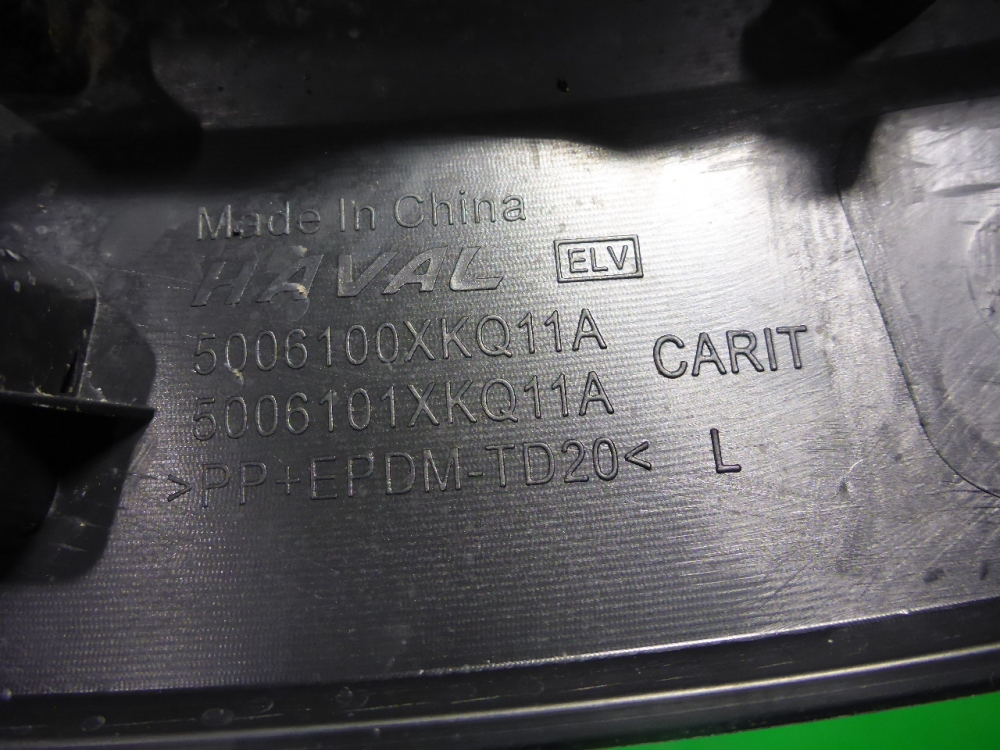 Made In China
HAVAL ELV
5006100XKQ11A
5006101XKQ11A CARIT
>PP+EPDM-TD20< L